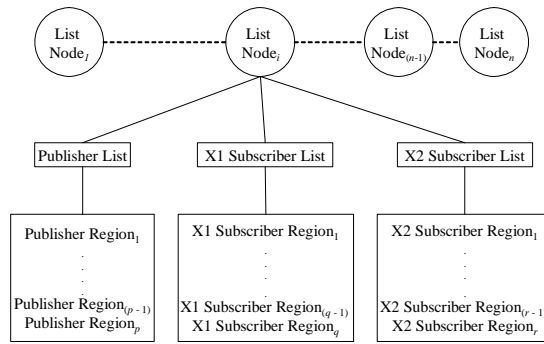 List
Node1
List
Nodei
List
Node(n-1)
List
Noden
Publisher List
X1 Subscriber List
X2 Subscriber List
Publisher Region1
.
.
.
.
Publisher Region(p - 1)
Publisher Regionp
X1 Subscriber Region1
.
.
.
.
X1 Subscriber Region(q - 1)
X1 Subscriber Regionq
X2 Subscriber Region1
.
.
.
.
X2 Subscriber Region(r - 1
X2 Subscriber Regionr